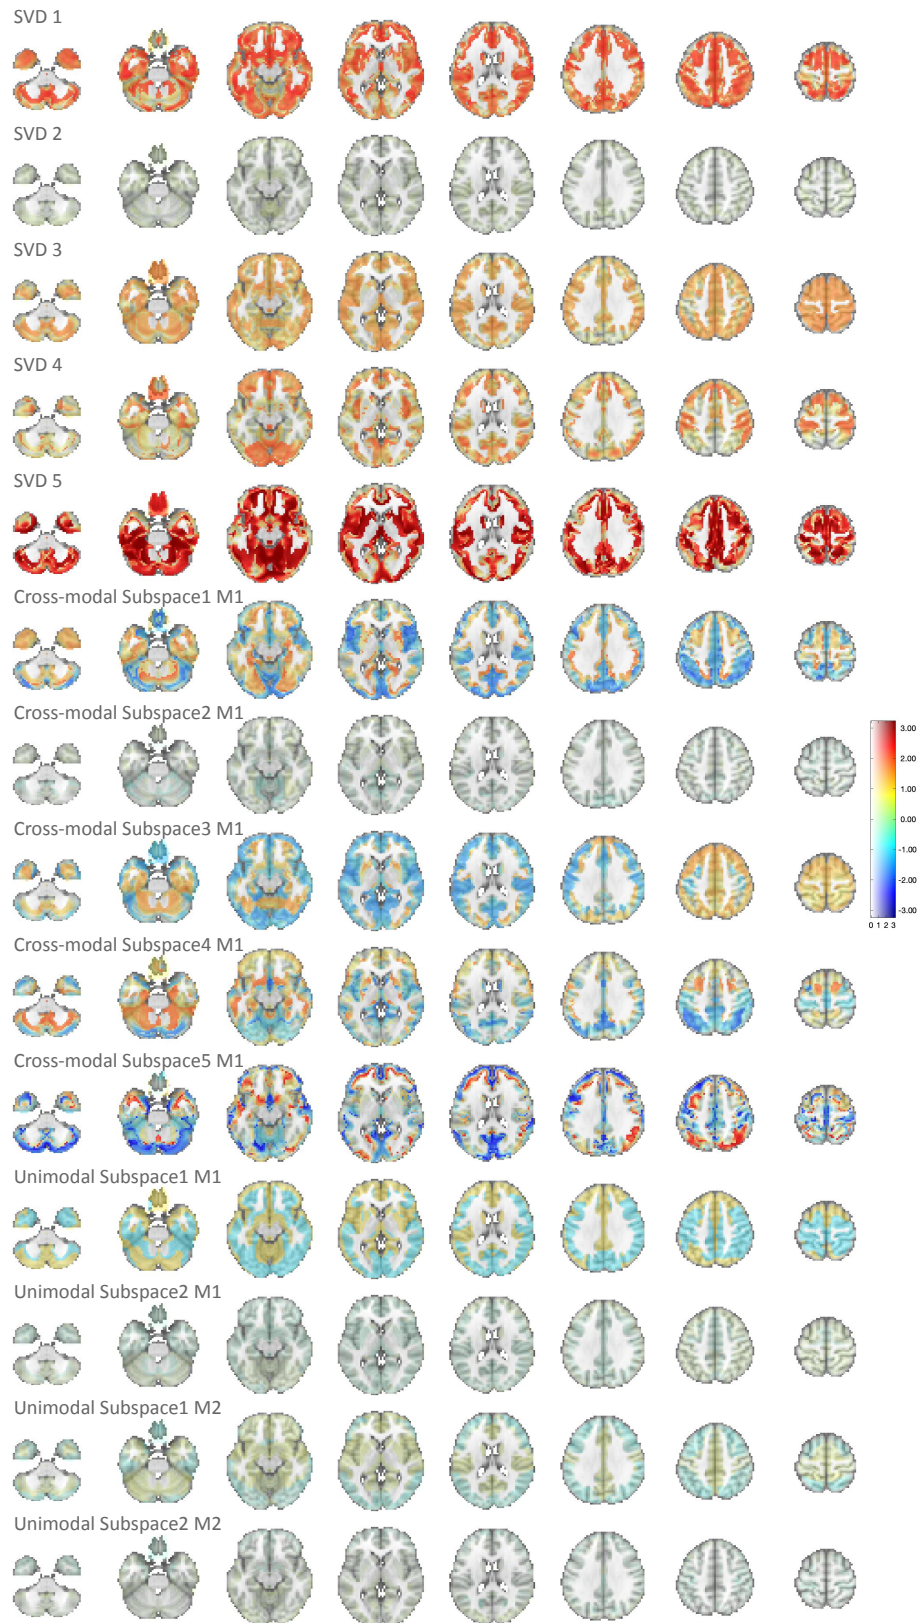 SVD 1
SVD 2
SVD 3
SVD 4
SVD 5
Cross-modal Subspace1 M1
Cross-modal Subspace2 M1
3.00
2.00
1.00
0.00
-1.00
-2.00
-3.00
0 1 2 3
Cross-modal Subspace3 M1
Cross-modal Subspace4 M1
Cross-modal Subspace5 M1
Unimodal Subspace1 M1
Unimodal Subspace2 M1
Unimodal Subspace1 M2
Unimodal Subspace2 M2